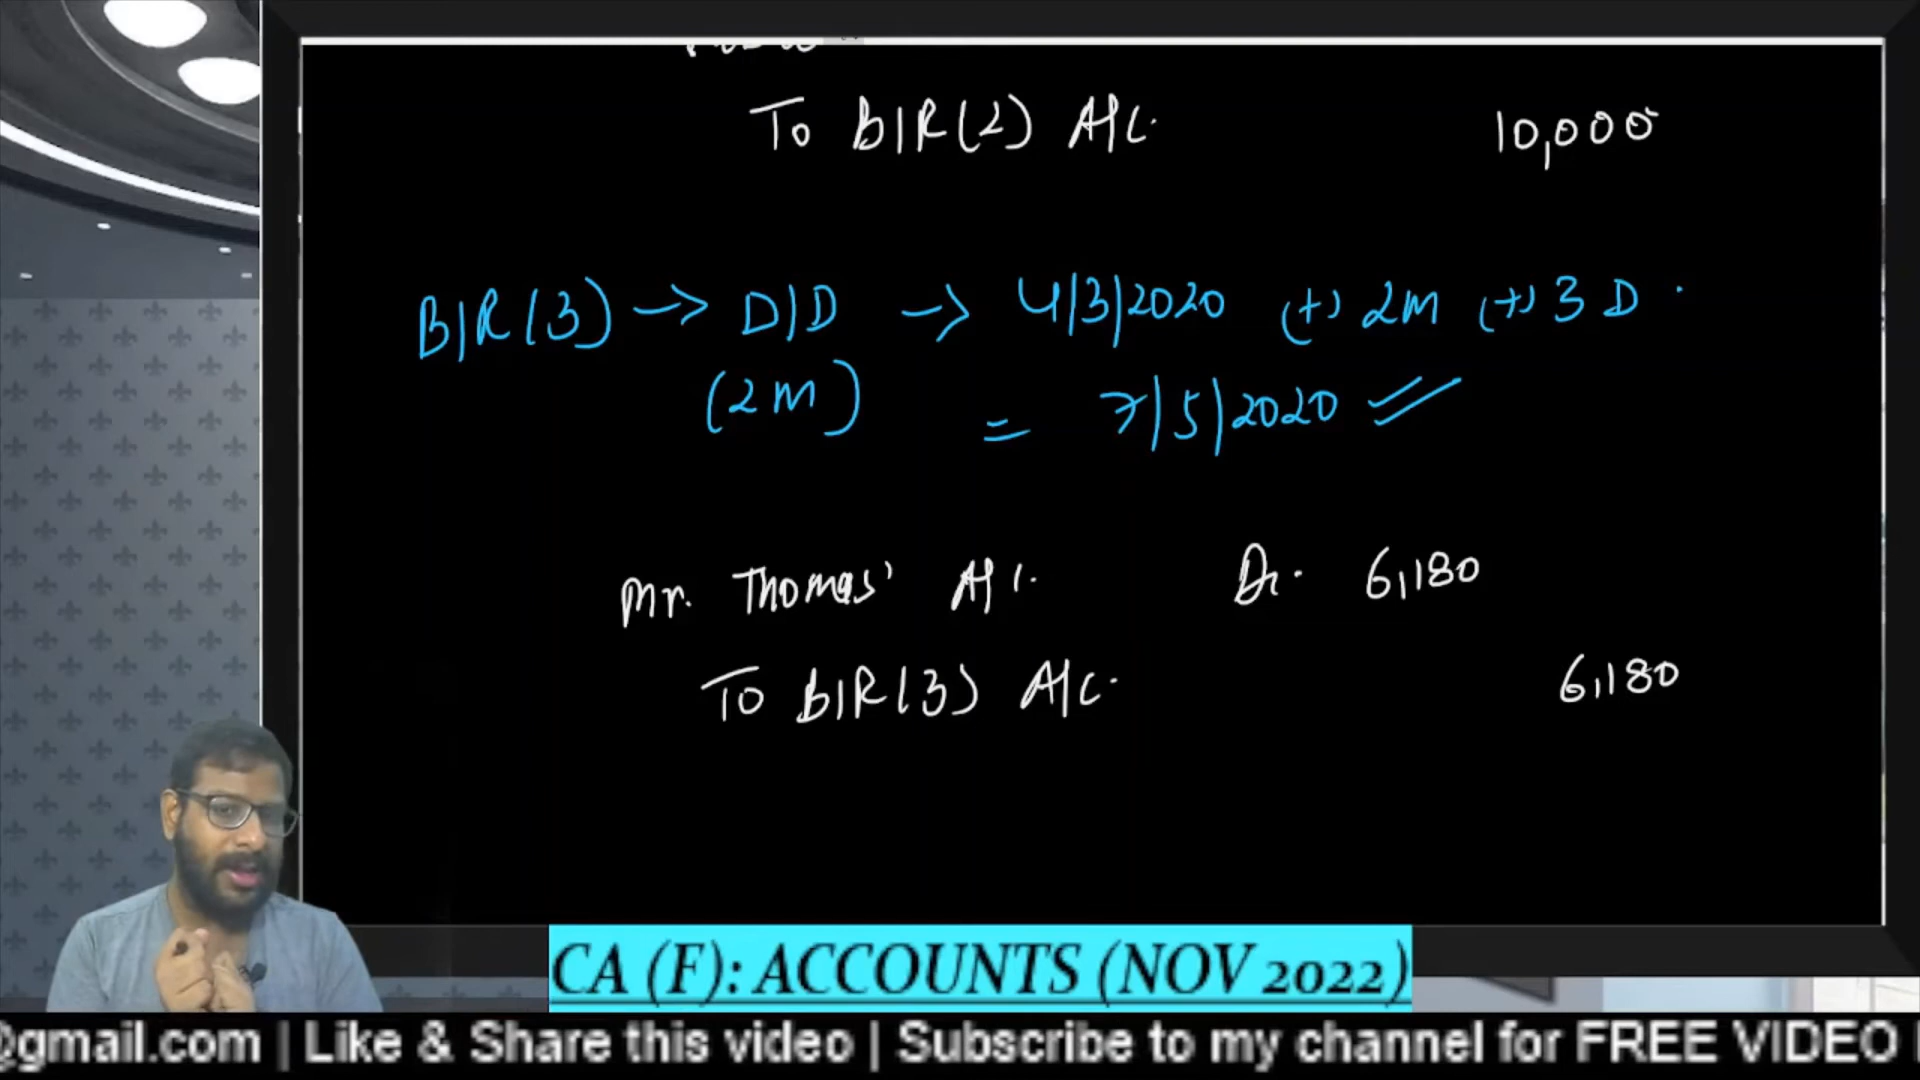 To B/R(2) A/c. 10,000
B/R(3) -> D/D -> 4/3/2020 (+) 2M (+) 3 D.
(2M) = 7/5/2020
Mr. Thomas' A/c. Dr. 6,180
To B/R(3) A/c. 6,180
CA (F): ACCOUNTS (NOV 2022)
@gmail.com | Like & Share this video | Subscribe to my channel for FREE VIDEO